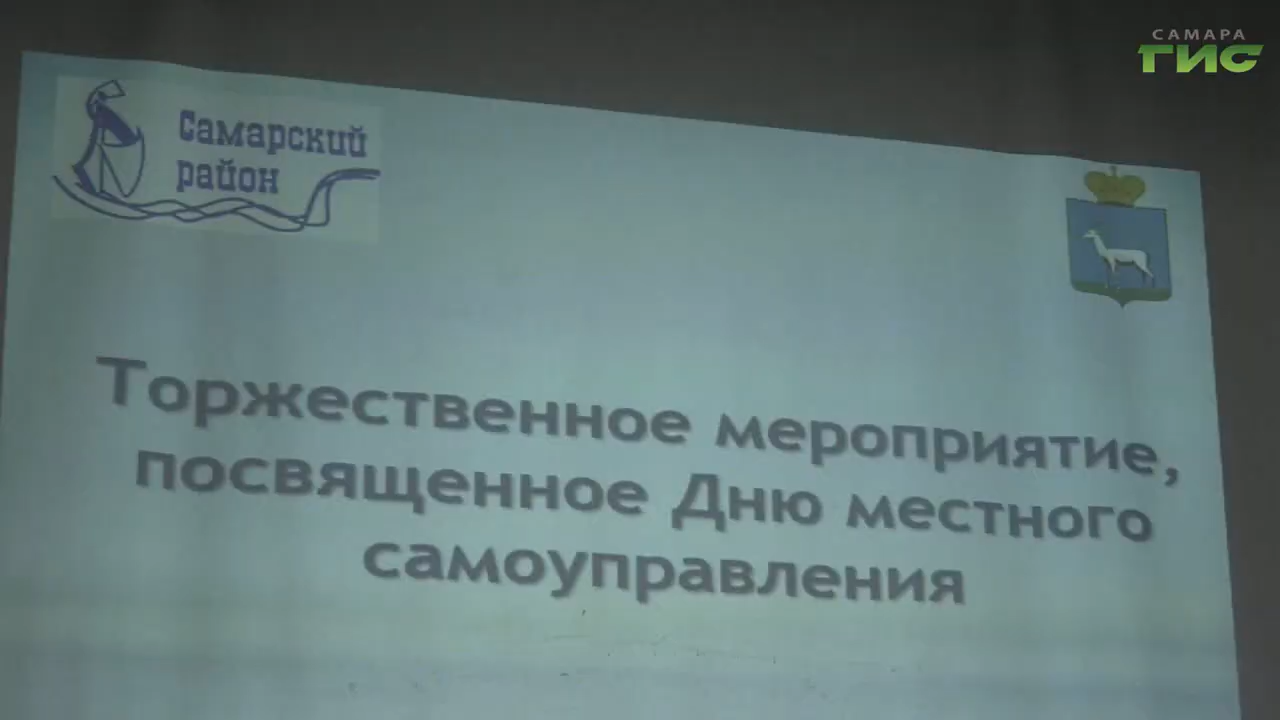 САМАРА
ГИС
Самарский
район
Торжественное мероприятие,
посвященное Дню местного
самоуправления